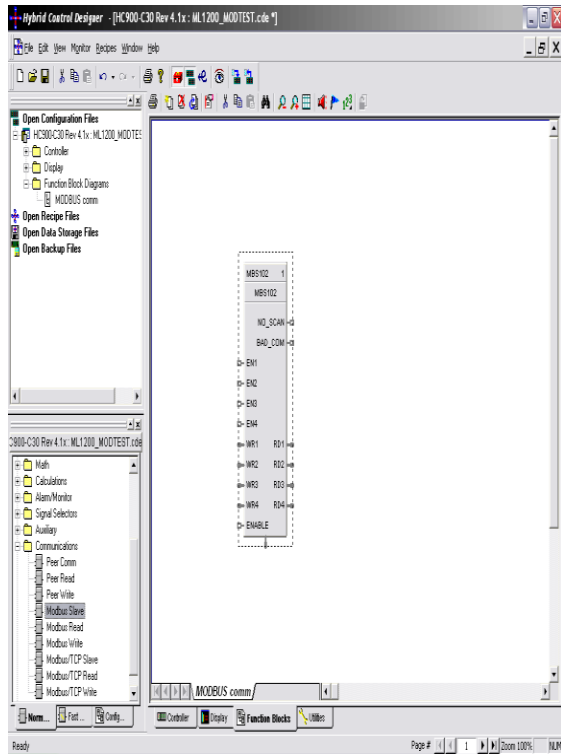 Hybrid Control Designer - [HC900-C30 Rev 4.1x : ML1200_MODTEST.cde *]
File Edit View Monitor Recipes Window Help
Open Configuration Files
HC900-C30 Rev 4.1x : ML1200_MODTES
Controller
Display
Function Block Diagrams
MODBUS comm
Open Recipe Files
Open Data Storage Files
Open Backup Files
C900-C30 Rev 4.1x : ML1200_MODTEST.cde
Math
Calculations
Alarm/Monitor
Signal Selectors
Auxiliary
Communications
Peer Comm
Peer Read
Peer Write
Modbus Slave
Modbus Read
Modbus Write
Modbus/TCP Slave
Modbus/TCP Read
Modbus/TCP Write
Norm... Fast ... Config...
MBS102 1
MBS102
NO_SCAN
BAD_COM
EN1
EN2
EN3
EN4
WR1 RD1
WR2 RD2
WR3 RD3
WR4 RD4
ENABLE
MODBUS comm
Controller Display Function Blocks Utilities
Ready Page # 1 Zoom 100% NUM